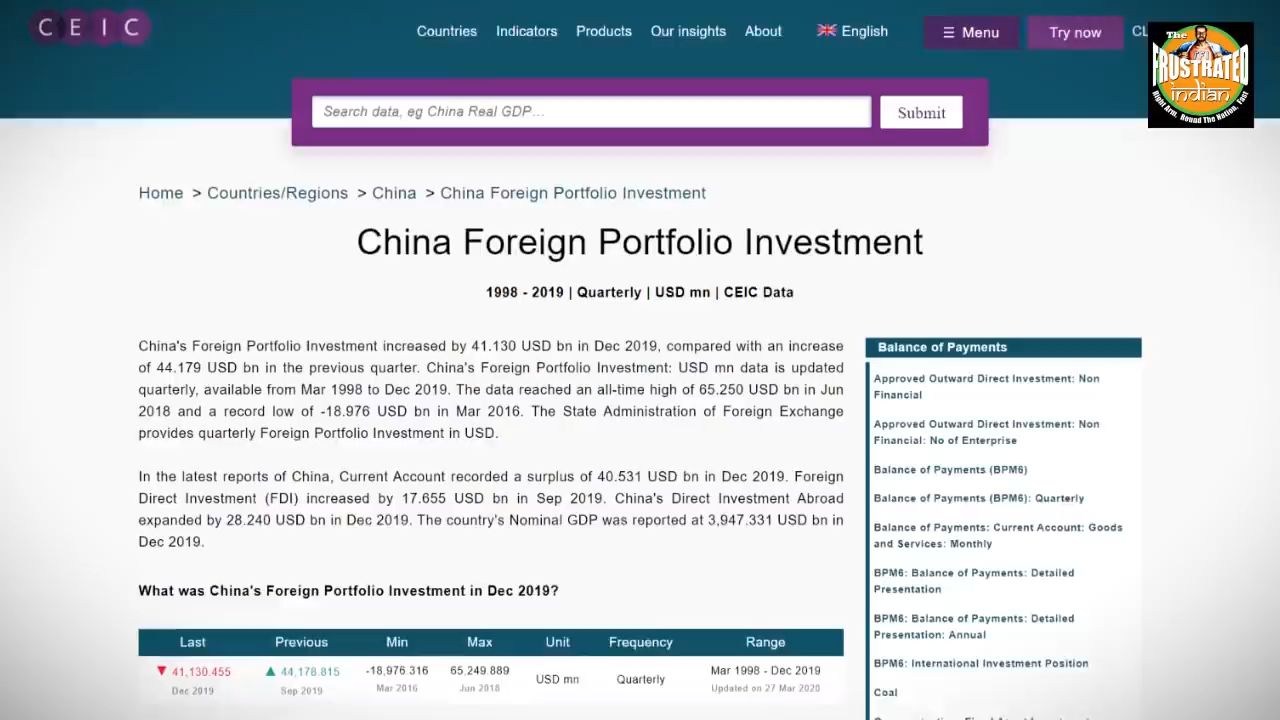 CEIC
Countries
Indicators
Products
Our insights
About
English
☰ Menu
Try now
CL
The
FRUSTRATED
indian
Right Arm, Round The Nation, Fast
Search data, eg China Real GDP...
Submit
Home > Countries/Regions > China > China Foreign Portfolio Investment
China Foreign Portfolio Investment
1998 - 2019 | Quarterly | USD mn | CEIC Data
China's Foreign Portfolio Investment increased by 41.130 USD bn in Dec 2019, compared with an increase
of 44.179 USD bn in the previous quarter. China's Foreign Portfolio Investment: USD mn data is updated
quarterly, available from Mar 1998 to Dec 2019. The data reached an all-time high of 65.250 USD bn in Jun
2018 and a record low of -18.976 USD bn in Mar 2016. The State Administration of Foreign Exchange
provides quarterly Foreign Portfolio Investment in USD.
In the latest reports of China, Current Account recorded a surplus of 40.531 USD bn in Dec 2019. Foreign
Direct Investment (FDI) increased by 17.655 USD bn in Sep 2019. China's Direct Investment Abroad
expanded by 28.240 USD bn in Dec 2019. The country's Nominal GDP was reported at 3,947.331 USD bn in
Dec 2019.
What was China's Foreign Portfolio Investment in Dec 2019?
Last Previous Min Max Unit Frequency Range
▼ 41,130.455 ▲ 44,178.815 -18,976.316 65,249.889 USD mn Quarterly Mar 1998 - Dec 2019
Dec 2019 Sep 2019 Mar 2016 Jun 2018 Updated on 27 Mar 2020
Balance of Payments
Approved Outward Direct Investment: Non
Financial
Approved Outward Direct Investment: Non
Financial: No of Enterprise
Balance of Payments (BPM6)
Balance of Payments (BPM6): Quarterly
Balance of Payments: Current Account: Goods
and Services: Monthly
BPM6: Balance of Payments: Detailed
Presentation
BPM6: Balance of Payments: Detailed
Presentation: Annual
BPM6: International Investment Position
Coal